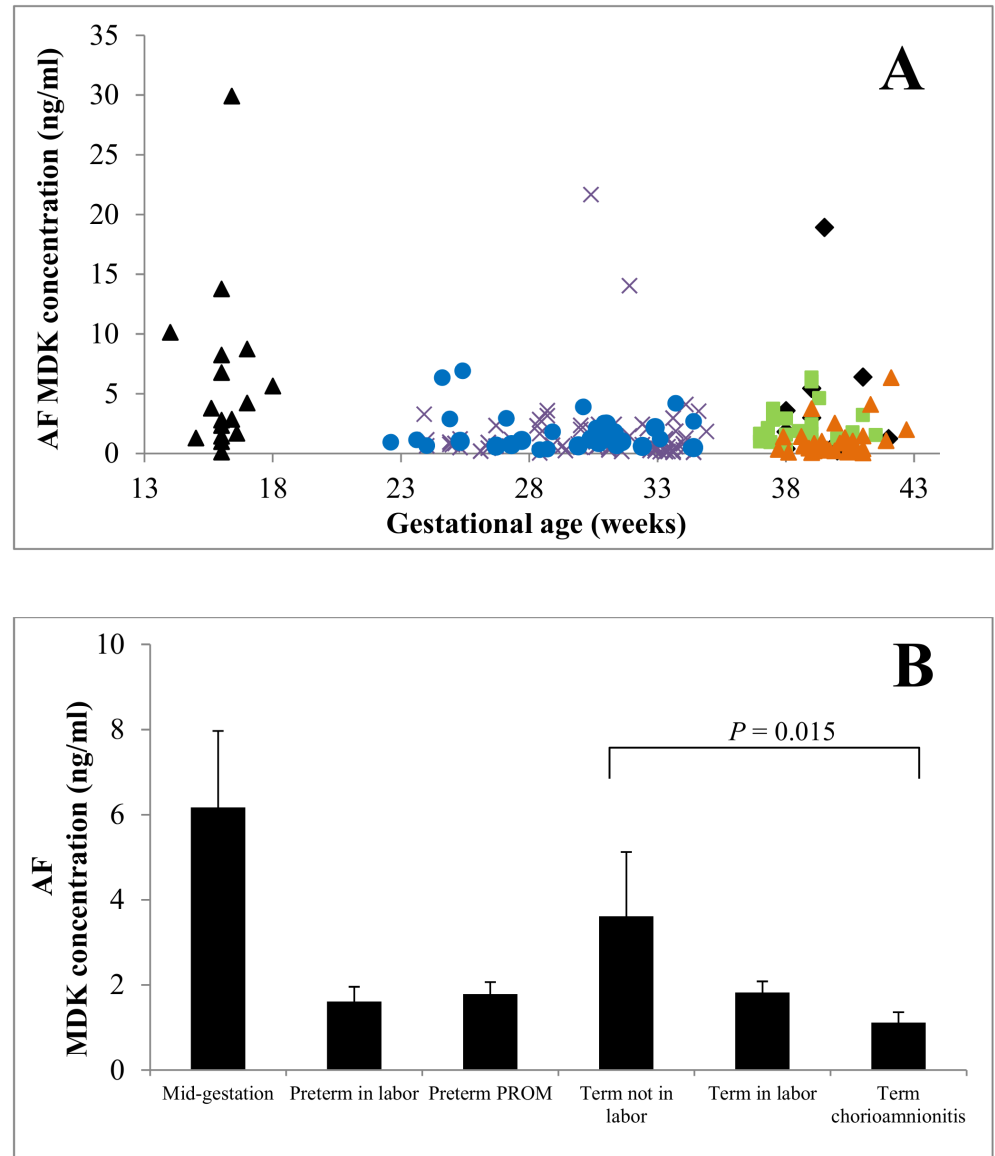 A
AF MDK concentration (ng/ml)
35
30
25
20
15
10
5
0
13 18 23 28 33 38 43
Gestational age (weeks)
B
AF
MDK concentration (ng/ml)
10
8
6
4
2
0
P = 0.015
Mid-gestation Preterm in labor Preterm PROM Term not in Term in labor Term
labor chorioamnionitis